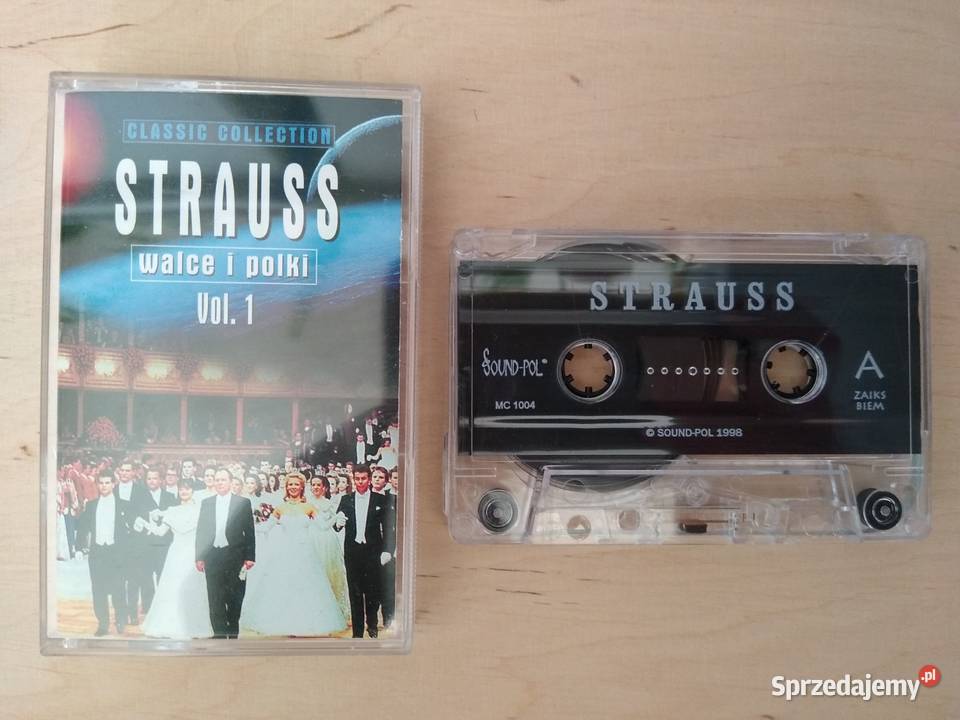 CLASSIC COLLECTION
STRAUSS
walce i polki
Vol. 1
STRAUSS
SOUND-POL
MC 1004
A
ZAIKS
BIEM
© SOUND-POL 1998
Sprzedajemy.pl